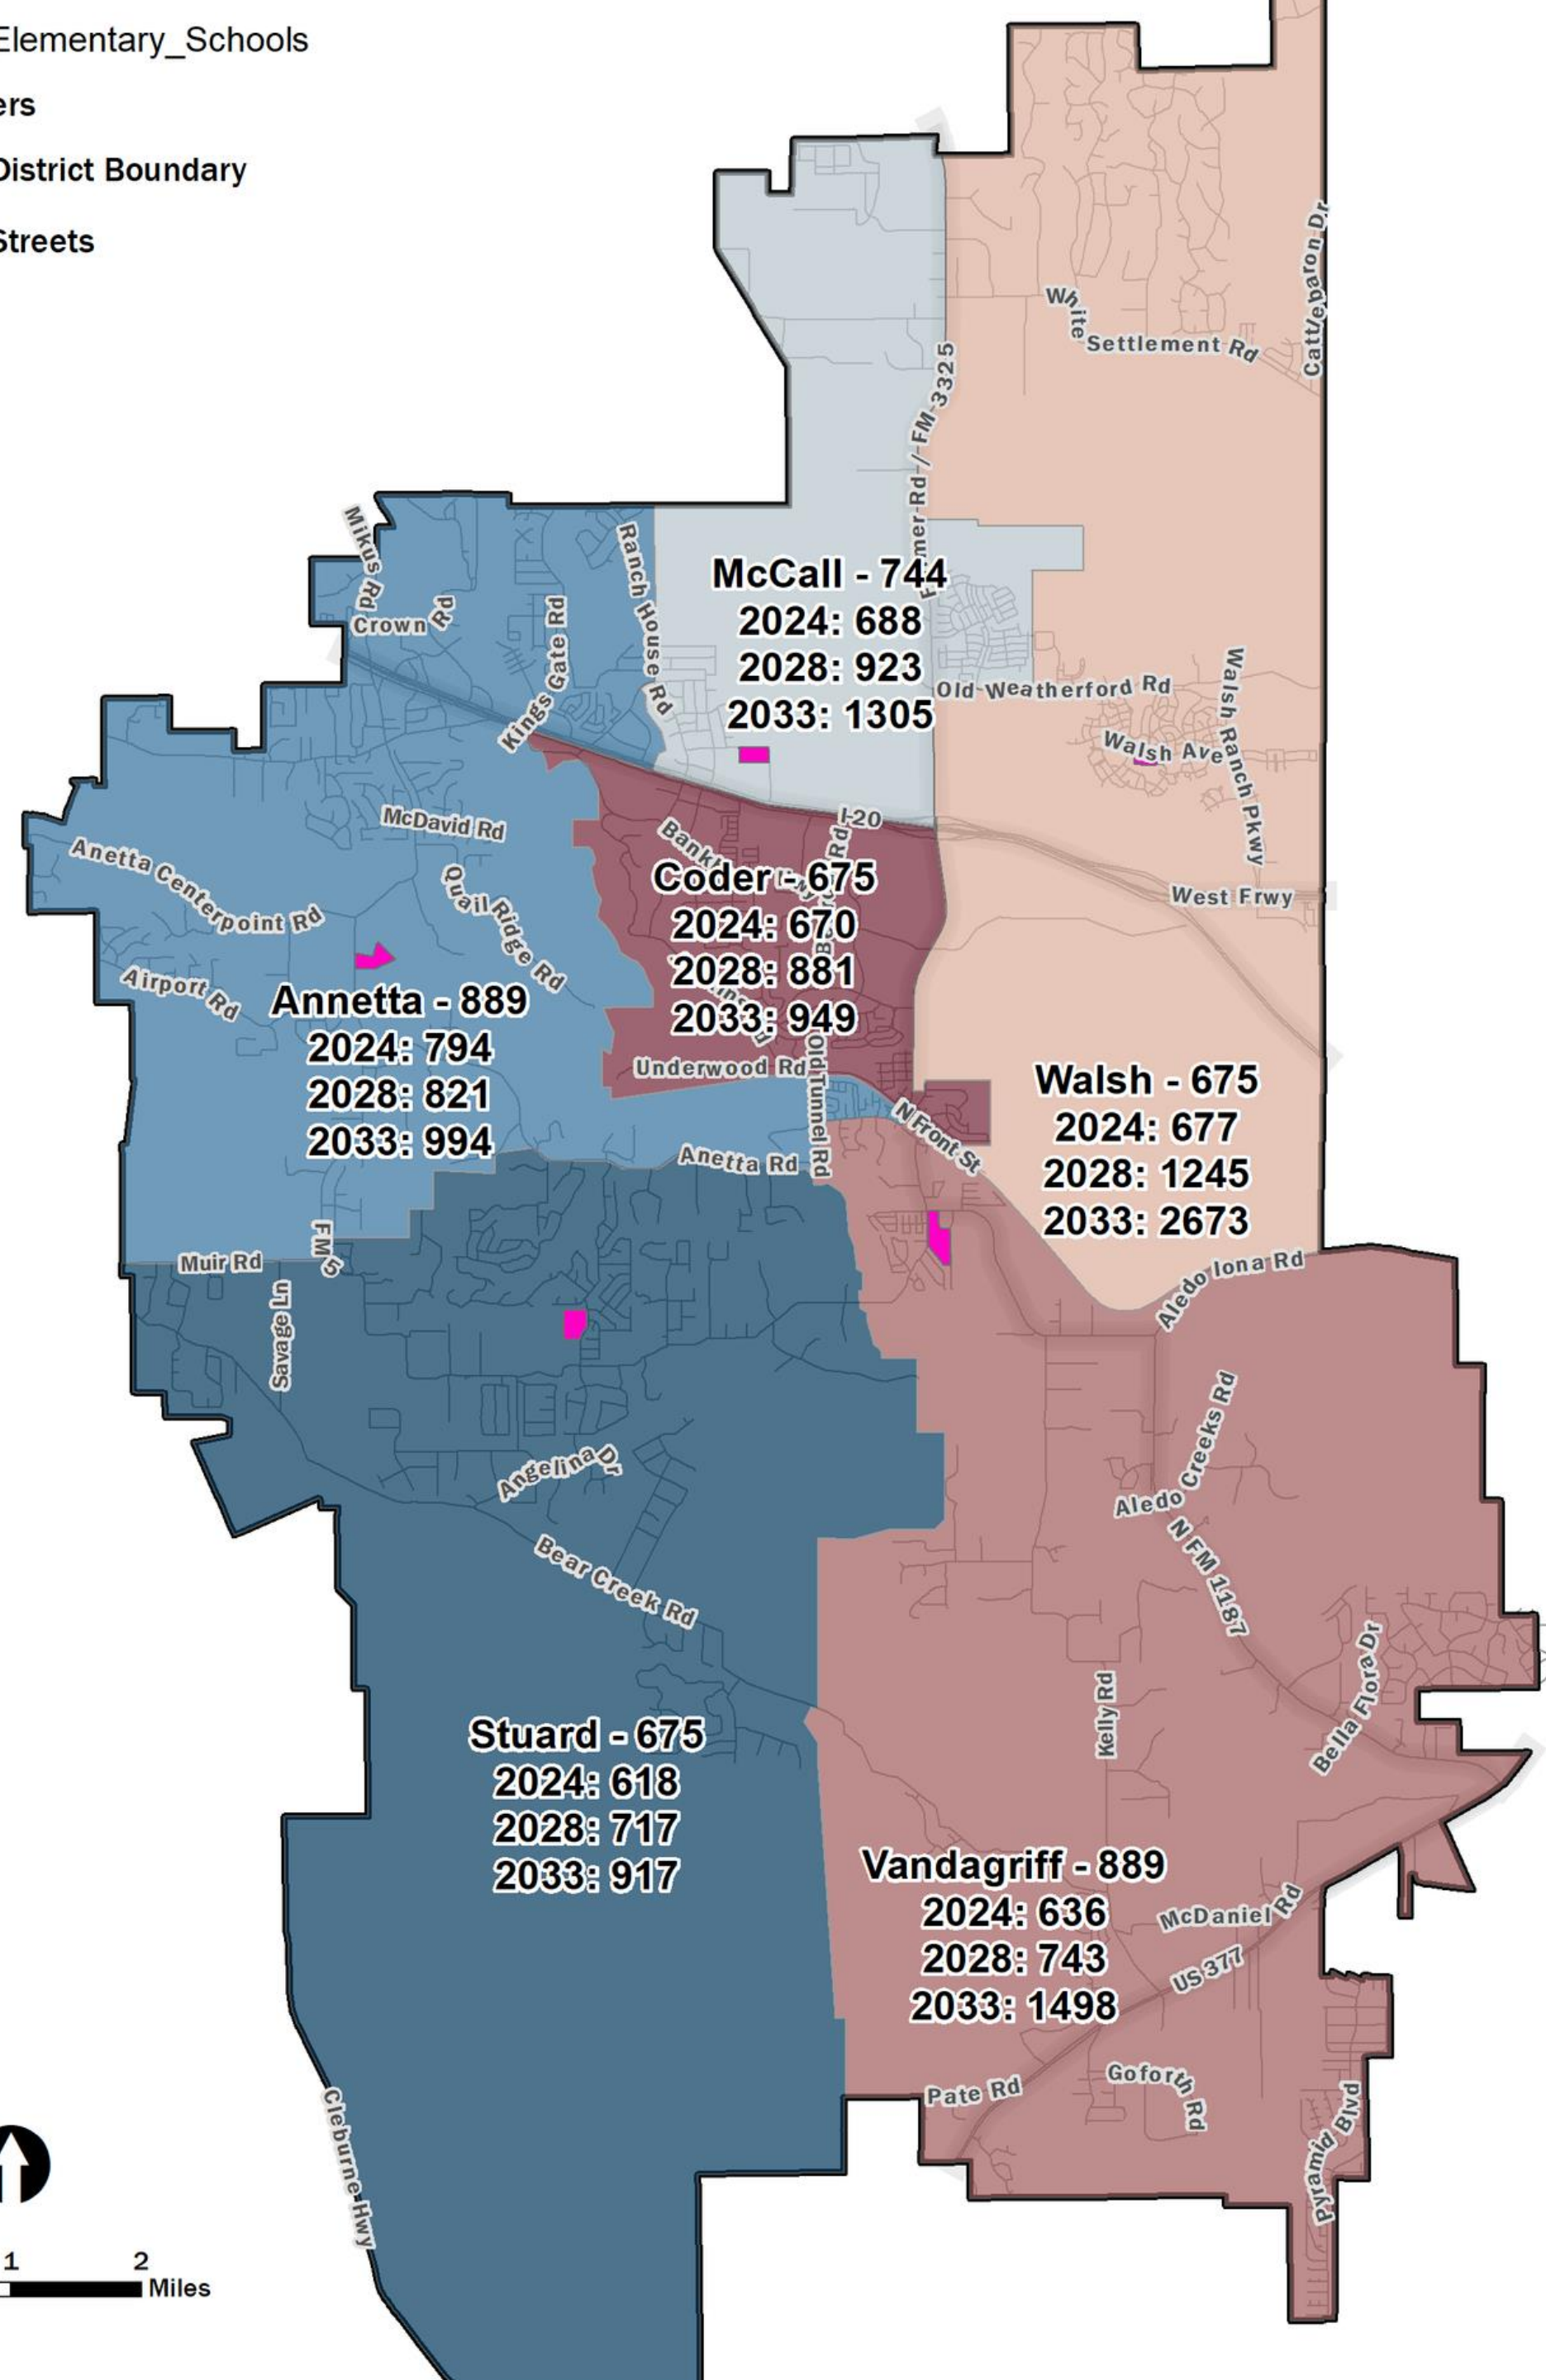 Elementary_Schools
ers
District Boundary
Streets
Cattlebaron Dr
White Settlement Rd
Mikus Rd
Crown Rd
Kings Gate Rd
Ranch House Rd
McCall - 744
2024: 688
2028: 923
2033: 1305
mer Rd / FM-3325
Old Weatherford Rd
Walsh Ave
Walsh Ranch Pkwy
McDavid Rd
Anetta Centerpoint Rd
Quail Ridge Rd
Airport Rd
I-20
Rd
Coder - 675
2024: 670
2028: 881
2033: 949
West Frwy
Annetta - 889
2024: 794
2028: 821
2033: 994
Underwood Rd
Old Tunnel Rd
N Front St
Anetta Rd
Walsh - 675
2024: 677
2028: 1245
2033: 2673
Muir Rd
FM 5
Savage Ln
Aledo Iona Rd
Angelina Dr
Aledo Creeks Rd
Bear Creek Rd
N FM 1187
Bella Flora Dr
Kelly Rd
Stuard - 675
2024: 618
2028: 717
2033: 917
Vandagriff - 889
2024: 636
2028: 743
2033: 1498
McDaniel Rd
US 377
Pate Rd
Goforth Rd
Pyramid Blvd
Cleburne Hwy
1 2
Miles